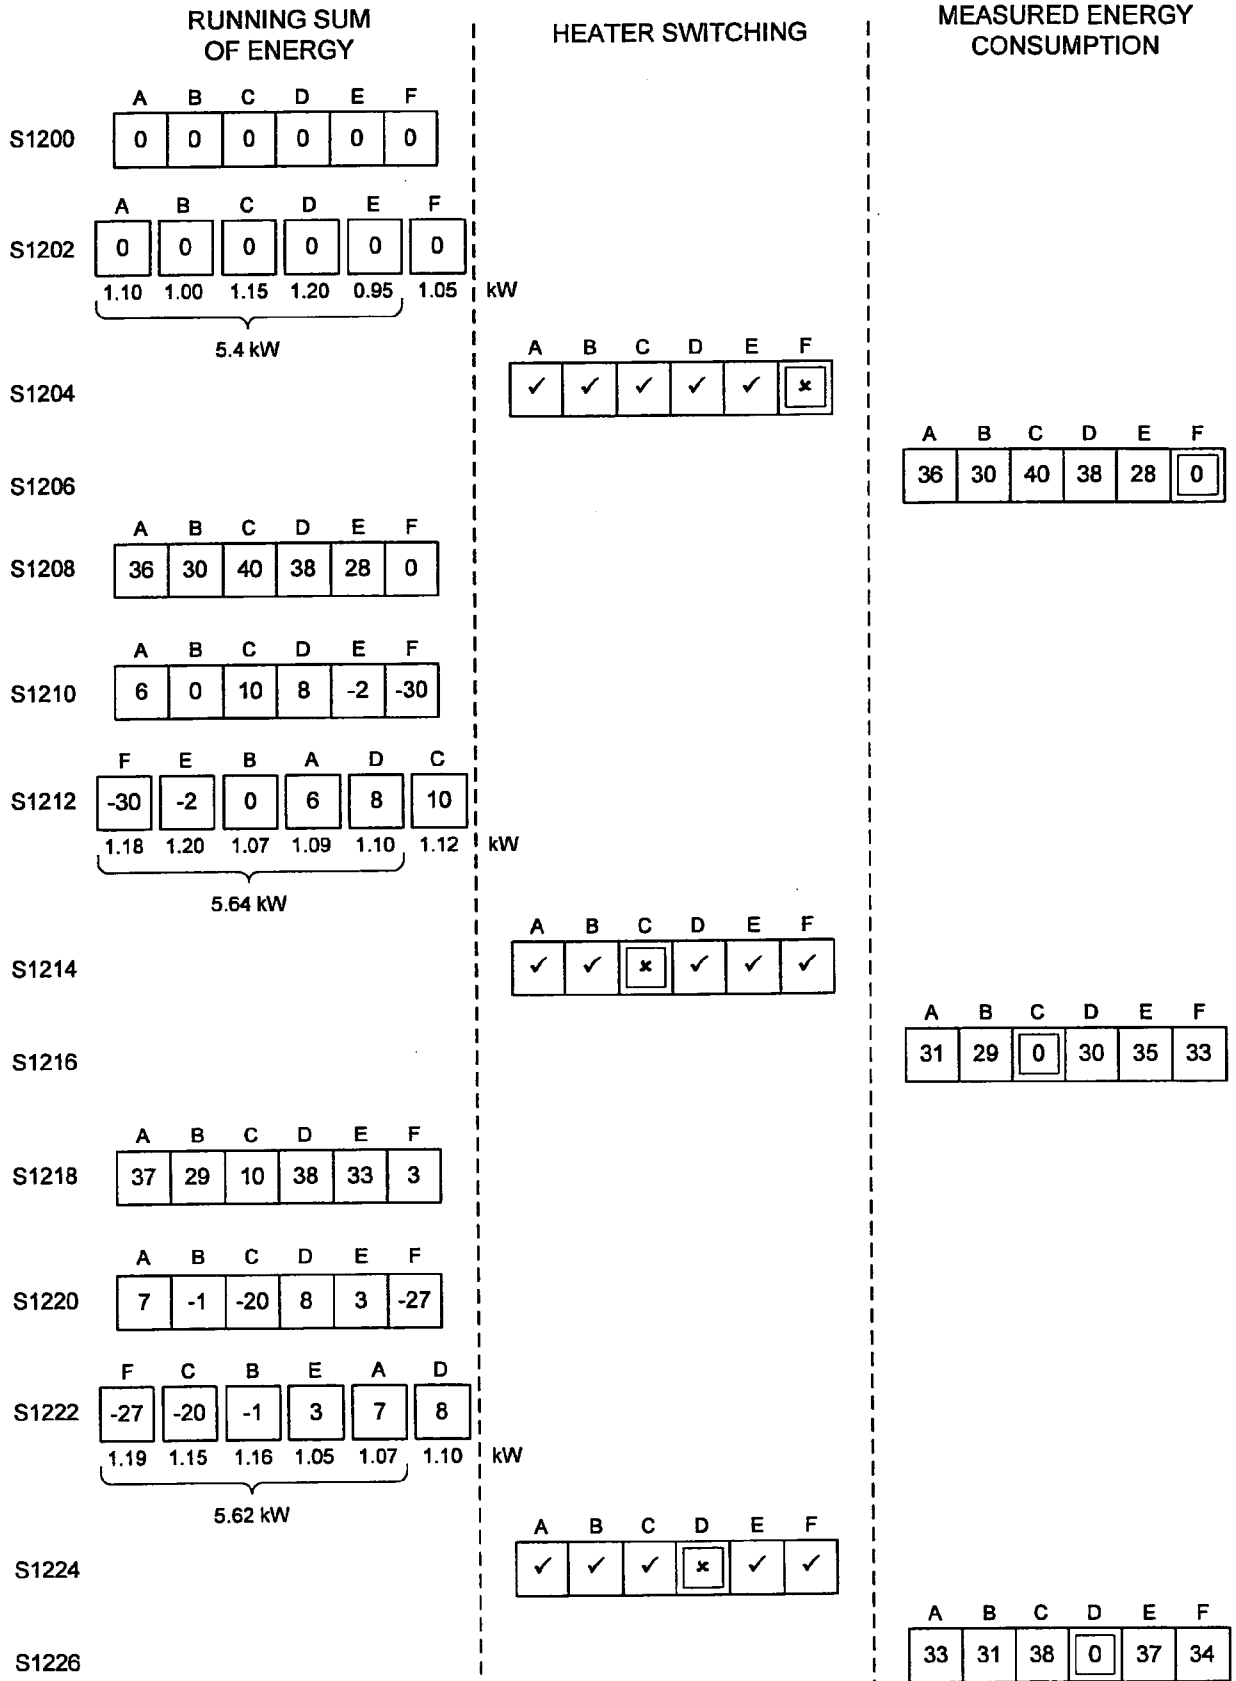 RUNNING SUM
OF ENERGY
HEATER SWITCHING
MEASURED ENERGY
CONSUMPTION
A B C D E F
S1200 0 0 0 0 0 0
A B C D E F
S1202 0 0 0 0 0 0
1.10 1.00 1.15 1.20 0.95 1.05 kW
5.4 kW
A B C D E F
S1204 ✓ ✓ ✓ ✓ ✓ ×
A B C D E F
S1206 36 30 40 38 28 0
A B C D E F
S1208 36 30 40 38 28 0
A B C D E F
S1210 6 0 10 8 -2 -30
F E B A D C
S1212 -30 -2 0 6 8 10
1.18 1.20 1.07 1.09 1.10 1.12 kW
5.64 kW
A B C D E F
S1214 ✓ ✓ × ✓ ✓ ✓
A B C D E F
S1216 31 29 0 30 35 33
A B C D E F
S1218 37 29 10 38 33 3
A B C D E F
S1220 7 -1 -20 8 3 -27
F C B E A D
S1222 -27 -20 -1 3 7 8
1.19 1.15 1.16 1.05 1.07 1.10 kW
5.62 kW
A B C D E F
S1224 ✓ ✓ ✓ × ✓ ✓
A B C D E F
S1226 33 31 38 0 37 34